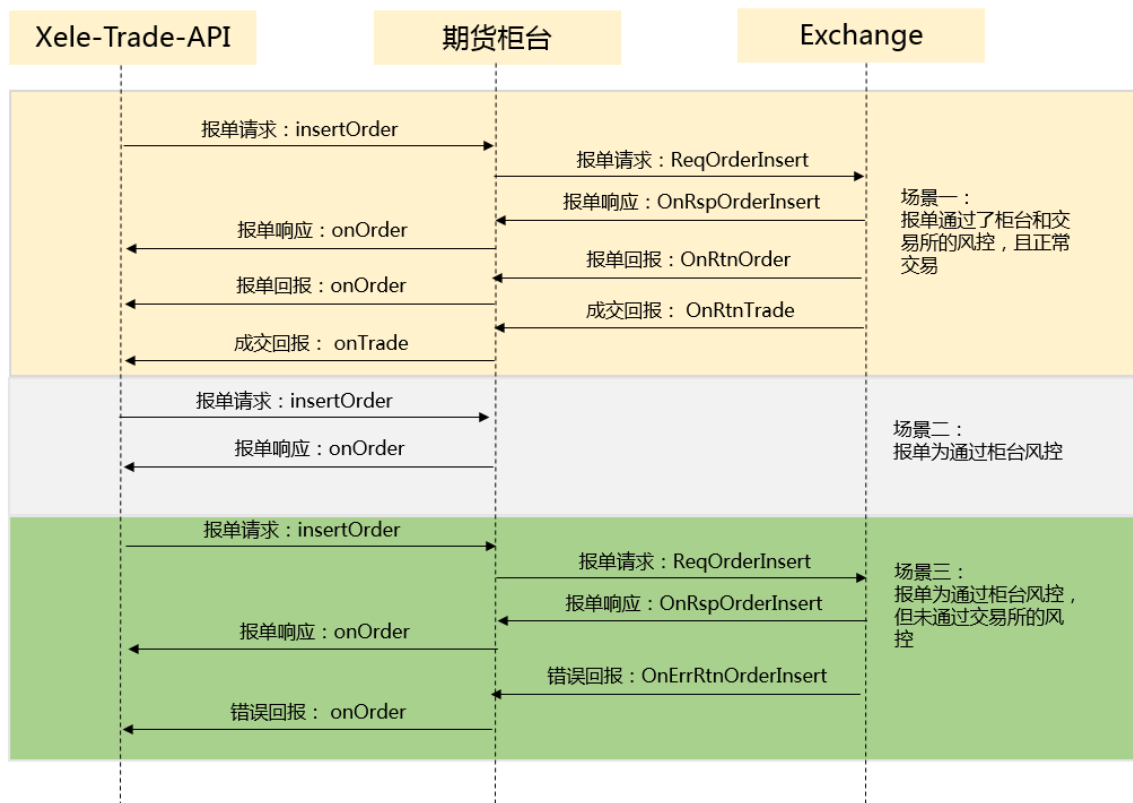 Xele-Trade-API
期货柜台
Exchange
报单请求：insertOrder
报单请求：ReqOrderInsert
报单响应：OnRspOrderInsert
报单响应：onOrder
报单回报：OnRtnOrder
报单回报：onOrder
成交回报： OnRtnTrade
成交回报： onTrade
场景一：
报单通过了柜台和交
易所的风控，且正常
交易
报单请求：insertOrder
报单响应：onOrder
场景二：
报单为通过柜台风控
报单请求：insertOrder
报单请求：ReqOrderInsert
报单响应：OnRspOrderInsert
报单响应：onOrder
错误回报：OnErrRtnOrderInsert
错误回报： onOrder
场景三：
报单为通过柜台风控，
但未通过交易所的风
控